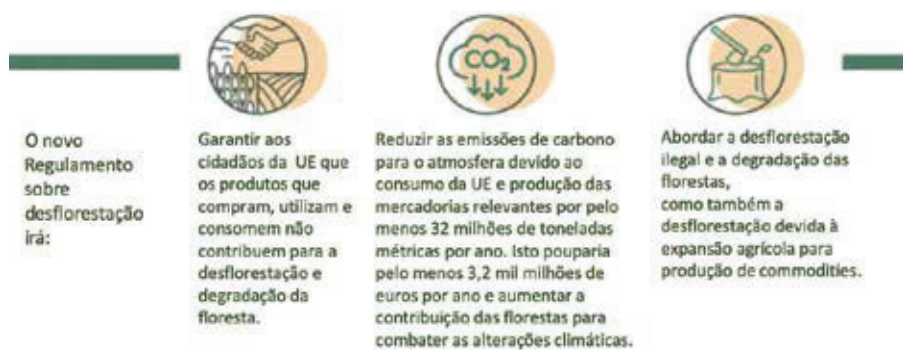 O novo
Regulamento
sobre
desflorestação
irá:
Garantir aos
cidadãos da UE que
os produtos que
compram, utilizam e
consomem não
contribuem para a
desflorestação e
degradação da
floresta.
CO₂
Reduzir as emissões de carbono
para o atmosfera devido ao
consumo da UE e produção das
mercadorias relevantes por pelo
menos 32 milhões de toneladas
métricas por ano. Isto pouparia
pelo menos 3,2 mil milhões de
euros por ano e aumentar a
contribuição das florestas para
combater as alterações climáticas.
Abordar a desflorestação
ilegal e a degradação das
florestas,
como também a
desflorestação devida à
expansão agrícola para
produção de commodities.